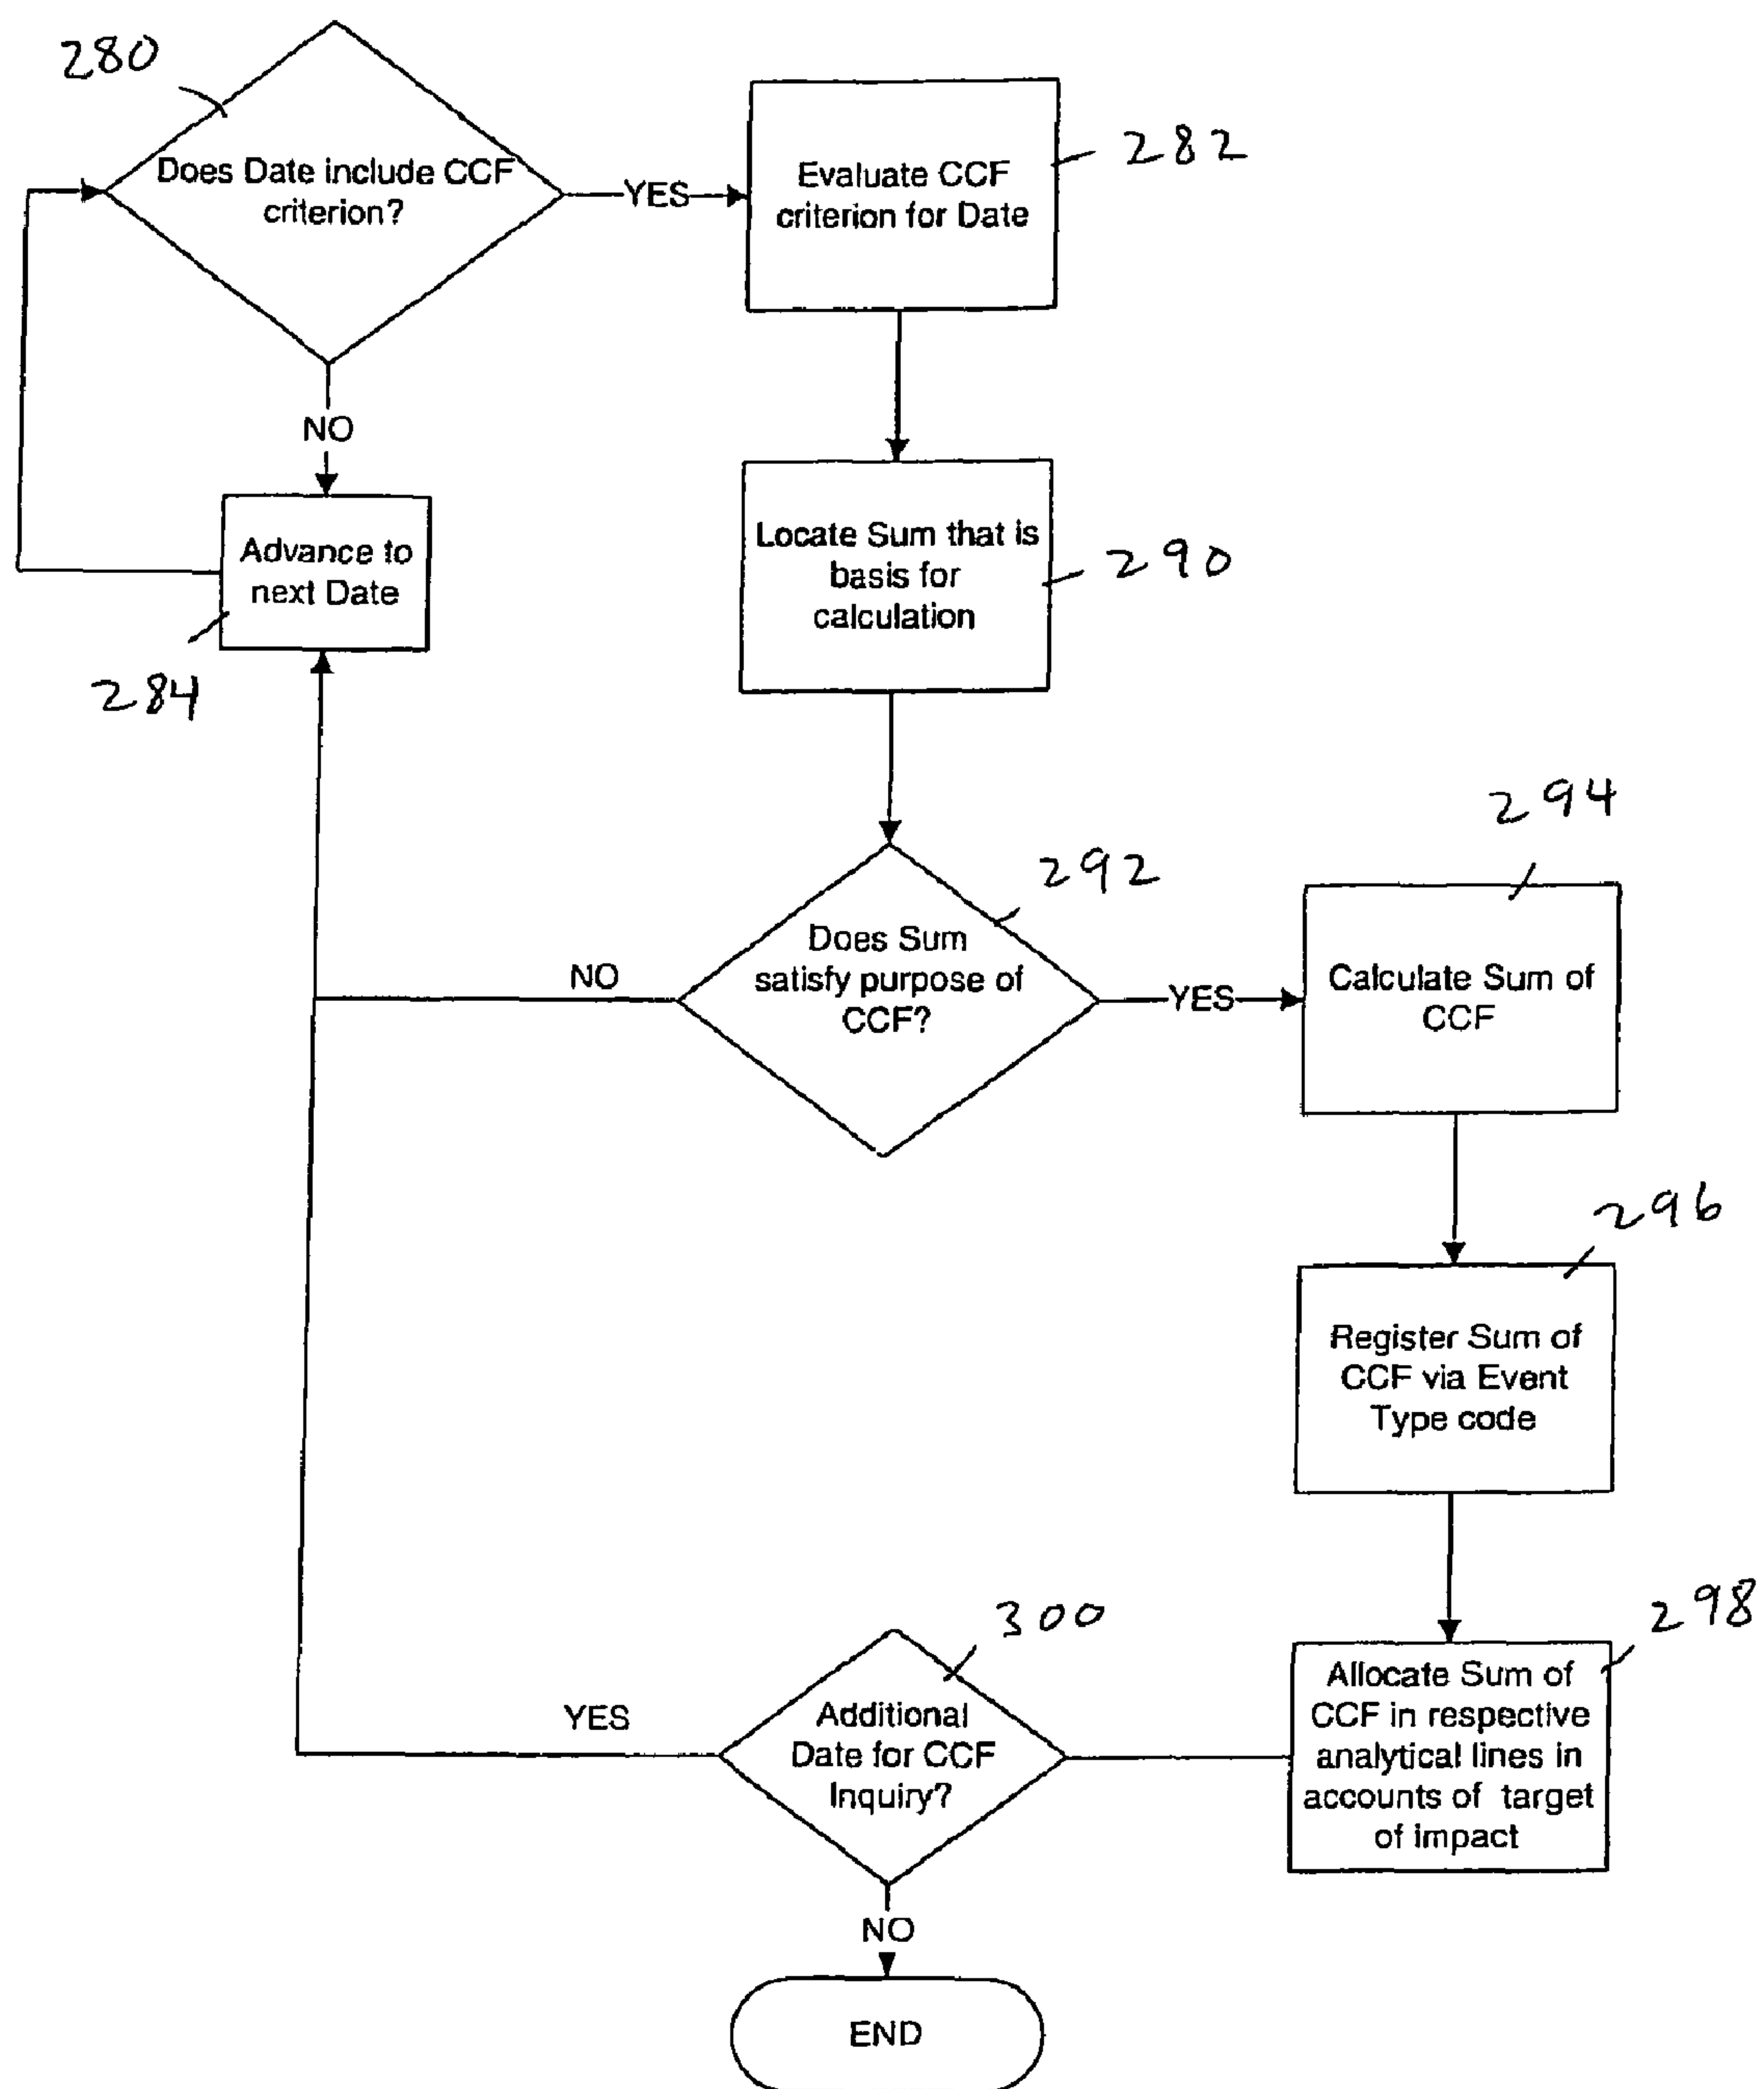 280
Does Date include CCF
criterion?
YES
Evaluate CCF
criterion for Date
282
NO
Advance to
next Date
284
Locate Sum that is
basis for
calculation
290
292
Does Sum
satisfy purpose of
CCF?
NO
YES
294
Calculate Sum of
CCF
296
Register Sum of
CCF via Event
Type code
298
Allocate Sum of
CCF in respective
analytical lines in
accounts of target
of impact
300
Additional
Date for CCF
Inquiry?
YES
NO
END